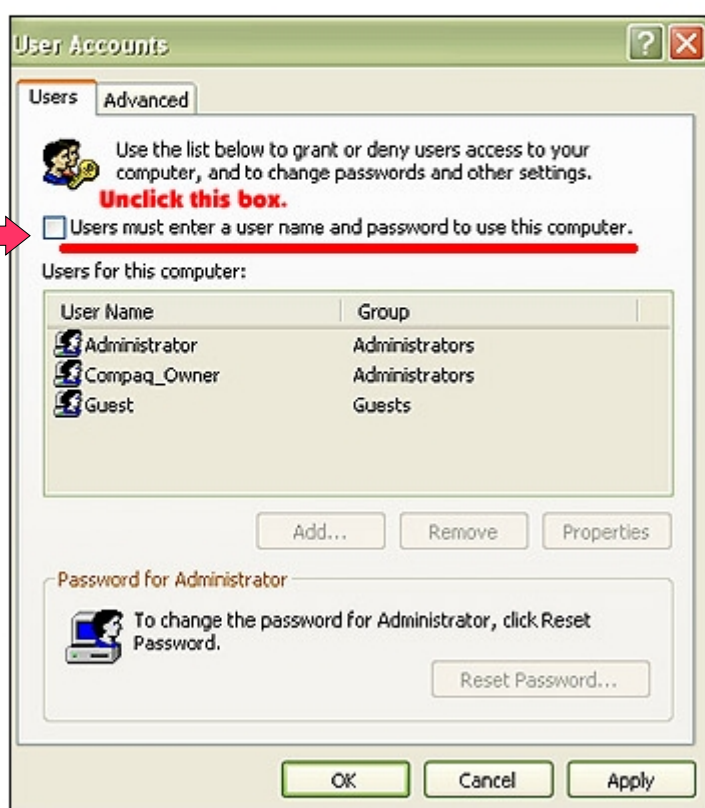 User Accounts
Users Advanced
Use the list below to grant or deny users access to your
computer, and to change passwords and other settings.
Unclick this box.
Users must enter a user name and password to use this computer.
Users for this computer:
User Name Group
Administrator Administrators
Compaq_Owner Administrators
Guest Guests
Add... Remove Properties
Password for Administrator
To change the password for Administrator, click Reset
Password.
Reset Password...
OK Cancel Apply